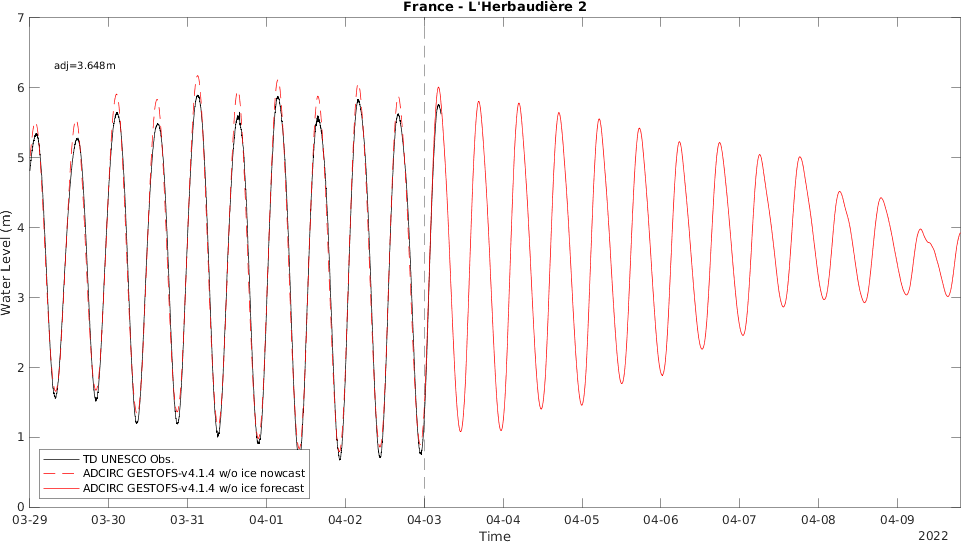 France - L'Herbaudière 2
7
adj=3.648m
6
5
4
3
2
1
0
Water Level (m)
TD UNESCO Obs.
ADCIRC GESTOFS-v4.1.4 w/o ice nowcast
ADCIRC GESTOFS-v4.1.4 w/o ice forecast
03-29 03-30 03-31 04-01 04-02 04-03 04-04 04-05 04-06 04-07 04-08 04-09
Time
2022